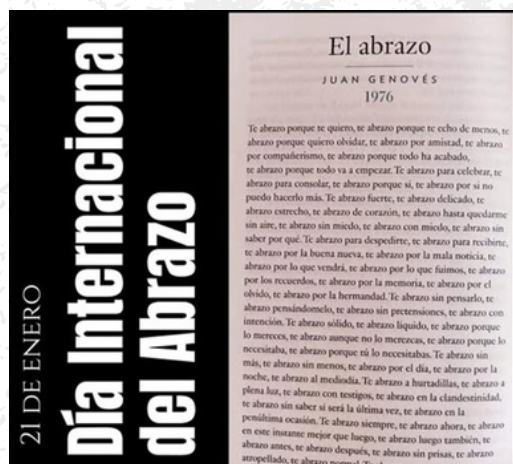 21 DE ENERO
Día Internacional
del Abrazo
El abrazo
JUAN GENOVÉS
1976
Te abrazo porque te quiero, te abrazo porque te echo de menos, te
abrazo porque quiero olvidar, te abrazo por amistad, te abrazo
por compañerismo, te abrazo porque todo ha acabado,
te abrazo porque todo va a empezar. Te abrazo para celebrar, te
abrazo para consolar, te abrazo porque sí, te abrazo por si no
puedo hacerlo más. Te abrazo fuerte, te abrazo delicado, te
abrazo estrecho, te abrazo de corazón, te abrazo hasta quedarme
sin aire, te abrazo sin miedo, te abrazo con miedo, te abrazo sin
saber por qué. Te abrazo para despedirte, te abrazo para recibirte,
te abrazo por la buena nueva, te abrazo por la mala noticia, te
abrazo por lo que vendrá, te abrazo por lo que fuimos, te abrazo
por los recuerdos, te abrazo por la memoria, te abrazo por el
olvido, te abrazo por la hermandad. Te abrazo sin pensarlo, te
abrazo pensándomelo, te abrazo sin pretensiones, te abrazo con
intención. Te abrazo sólido, te abrazo líquido, te abrazo porque
lo mereces, te abrazo aunque no lo merezcas, te abrazo porque lo
necesitaba, te abrazo porque tú lo necesitabas. Te abrazo sin
más, te abrazo sin menos, te abrazo por el día, te abrazo por la
noche, te abrazo al mediodía. Te abrazo a hurtadillas, te abrazo a
plena luz, te abrazo con testigos, te abrazo en la clandestinidad,
te abrazo sin saber si será la última vez, te abrazo en la
penúltima ocasión. Te abrazo siempre, te abrazo ahora, te abrazo
en este instante mejor que luego, te abrazo luego también, te
abrazo antes, te abrazo después, te abrazo sin prisas, te abrazo
atropellado, te abrazo normal.